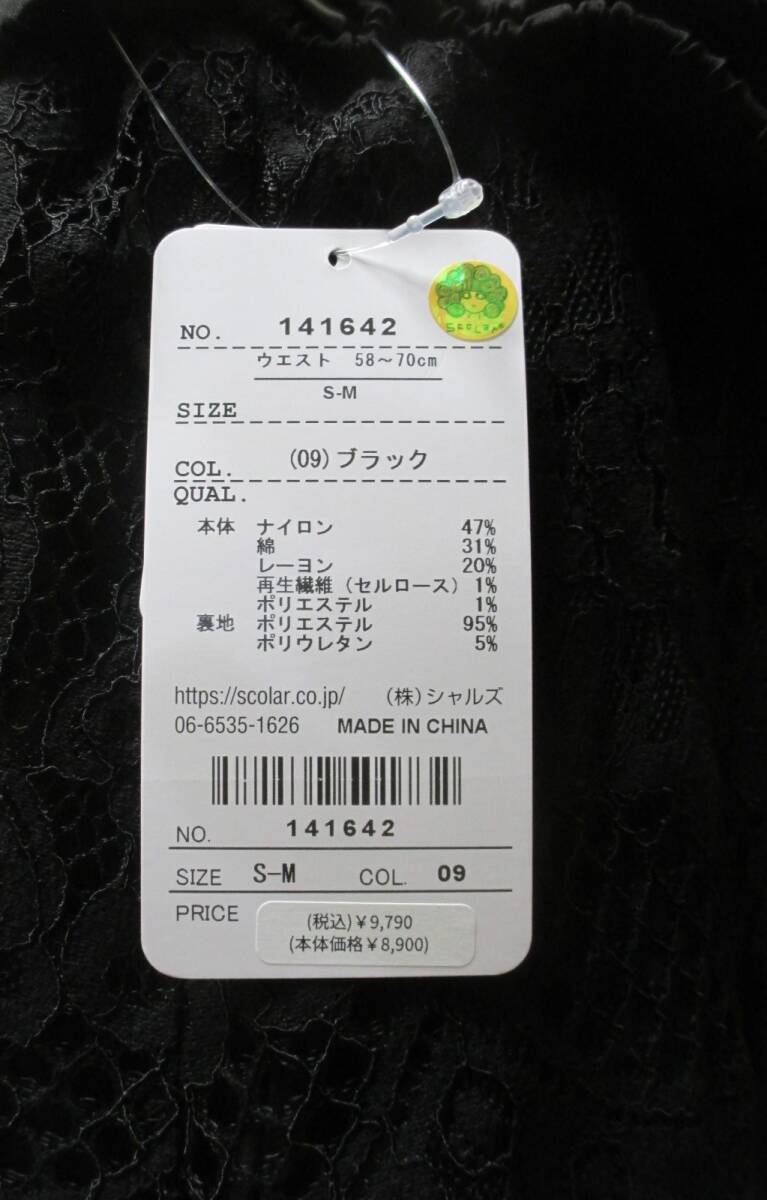 NO. 141642
ウエスト 58～70cm
S-M
SIZE
COL. (09)ブラック
QUAL.
本体 ナイロン 47%
綿 31%
レーヨン 20%
再生繊維(セルロース) 1%
ポリエステル 1%
裏地 ポリエステル 95%
ポリウレタン 5%
https://scolar.co.jp/ (株)シャルズ
06-6535-1626 MADE IN CHINA
NO. 141642
SIZE S-M COL. 09
PRICE (税込)¥9,790
(本体価格¥8,900)
SCOLAR